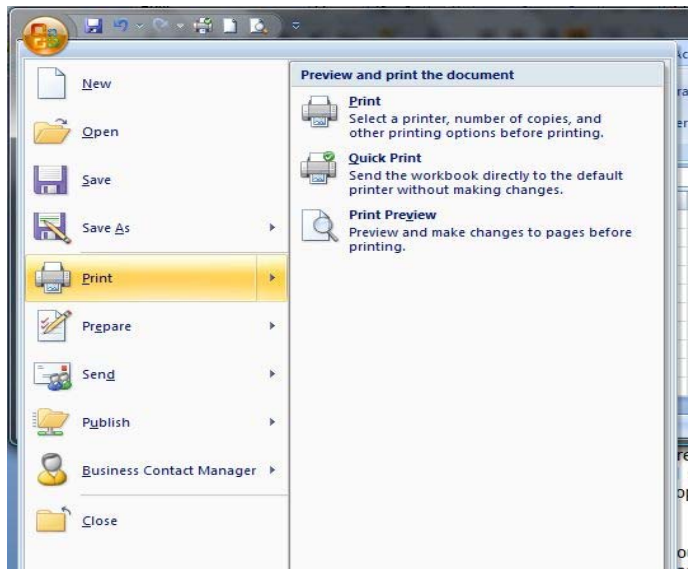 New
Open
Save
Save As
Print
Prepare
Send
Publish
Business Contact Manager
Close
Preview and print the document
Print
Select a printer, number of copies, and
other printing options before printing.
Quick Print
Send the workbook directly to the default
printer without making changes.
Print Preview
Preview and make changes to pages before
printing.